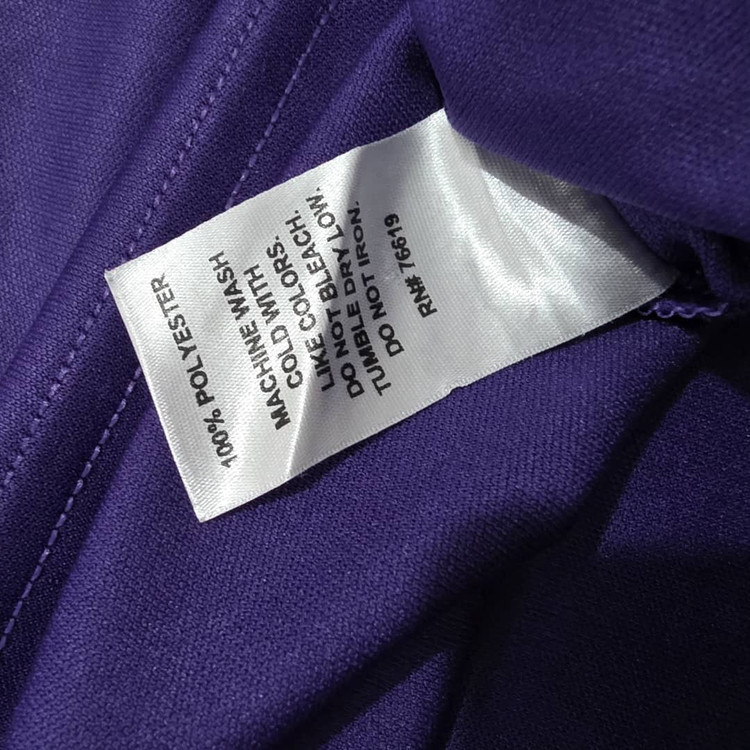 100% POLYESTER
MACHINE WASH
COLD WITH
LIKE COLORS.
DO NOT BLEACH.
TUMBLE DRY LOW.
DO NOT IRON.
RN# 76619